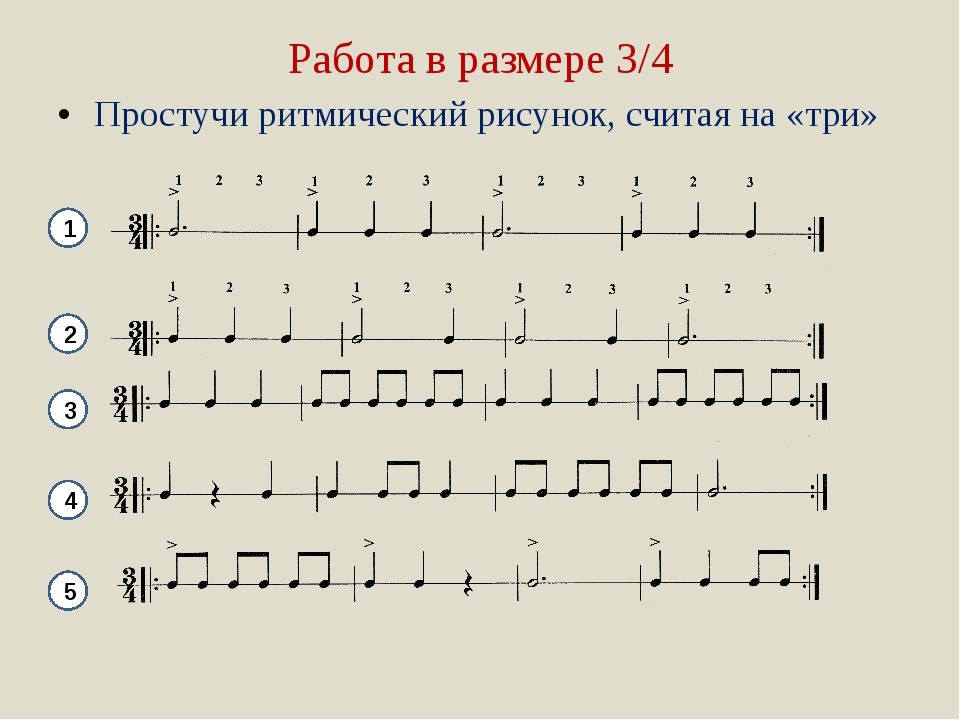 Работа в размере 3/4
• Простучи ритмический рисунок, считая на «три»
1 2 3 1 2 3 1 2 3 1 2 3
1 3/4
1 2 3 1 2 3 1 2 3 1 2 3
2 3/4
3 3/4
4 3/4
5 3/4